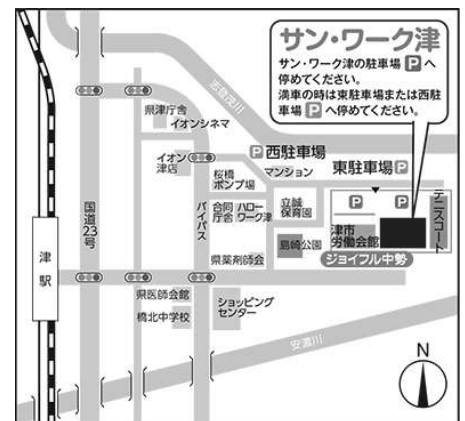 サン・ワーク津
サン・ワーク津の駐車場 P へ
停めてください。
満車の時は東駐車場または西駐
車場 P へ停めてください。
志登茂川
県津庁舎
イオンシネマ
イオン
津店
P 西駐車場
マンション
東駐車場 P
桜橋
ポンプ場
合同
庁舎
ハロー
ワーク津
立誠
保育園
P
P
テニスコート
国道23号
バイパス
津市
労働会館
島崎公園
ジョイフル中勢
津駅
県薬剤師会
県医師会館
橋北中学校
ショッピング
センター
安濃川
N